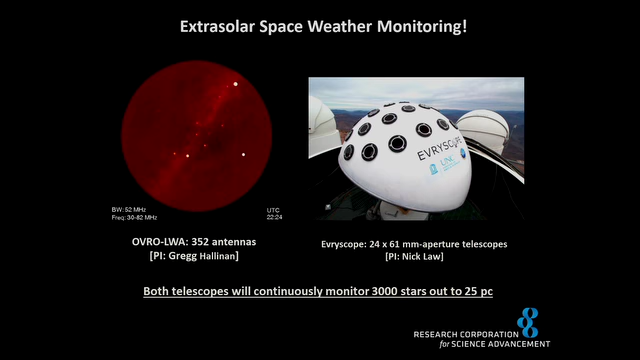 Extrasolar Space Weather Monitoring!
BW: 52 MHz
Freq: 30-82 MHz
UTC
22:24
EVRYSCOPE
OVRO-LWA: 352 antennas
[PI: Gregg Hallinan]
Evryscope: 24 x 61 mm-aperture telescopes
[PI: Nick Law]
Both telescopes will continuously monitor 3000 stars out to 25 pc
RESEARCH CORPORATION
for SCIENCE ADVANCEMENT